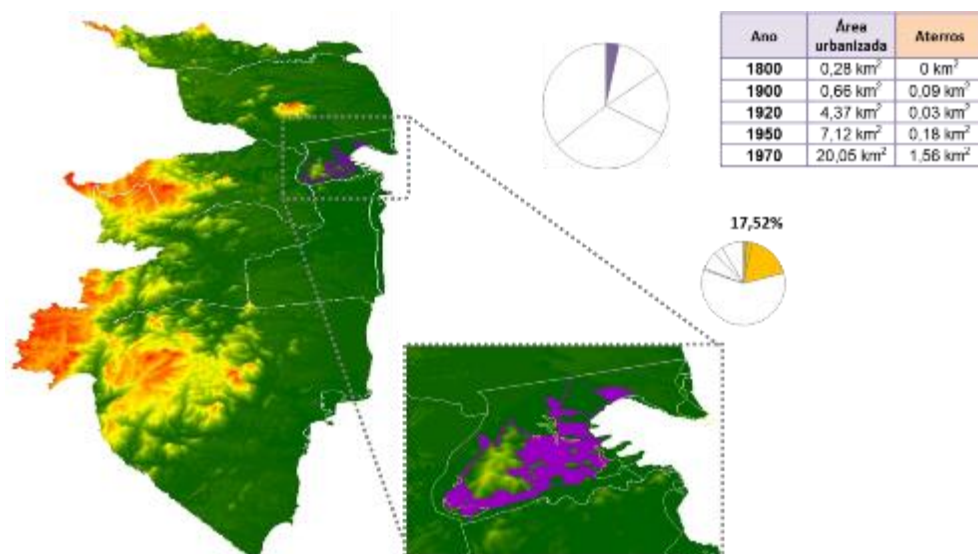 Ano Área urbanizada Aterros
1800 0,28 km² 0 km²
1900 0,66 km² 0,09 km²
1920 4,37 km² 0,03 km²
1950 7,12 km² 0,18 km²
1970 20,05 km² 1,56 km²
17,52%